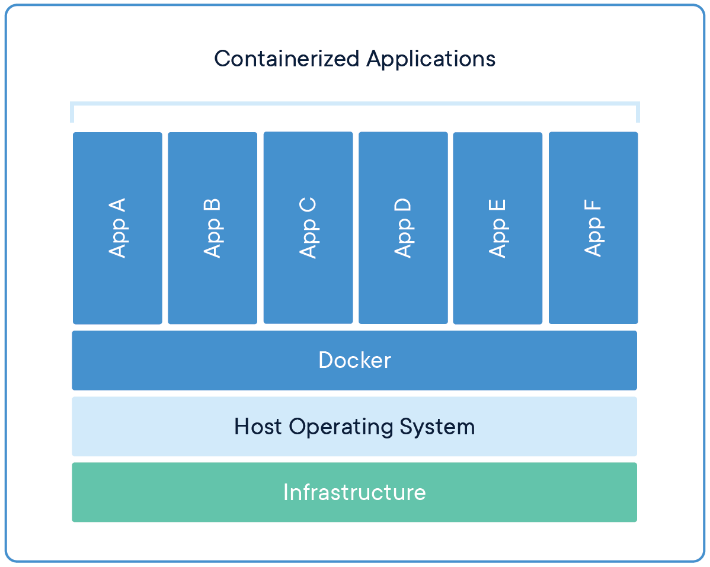 Containerized Applications
App A
App B
App C
App D
App E
App F
Docker
Host Operating System
Infrastructure